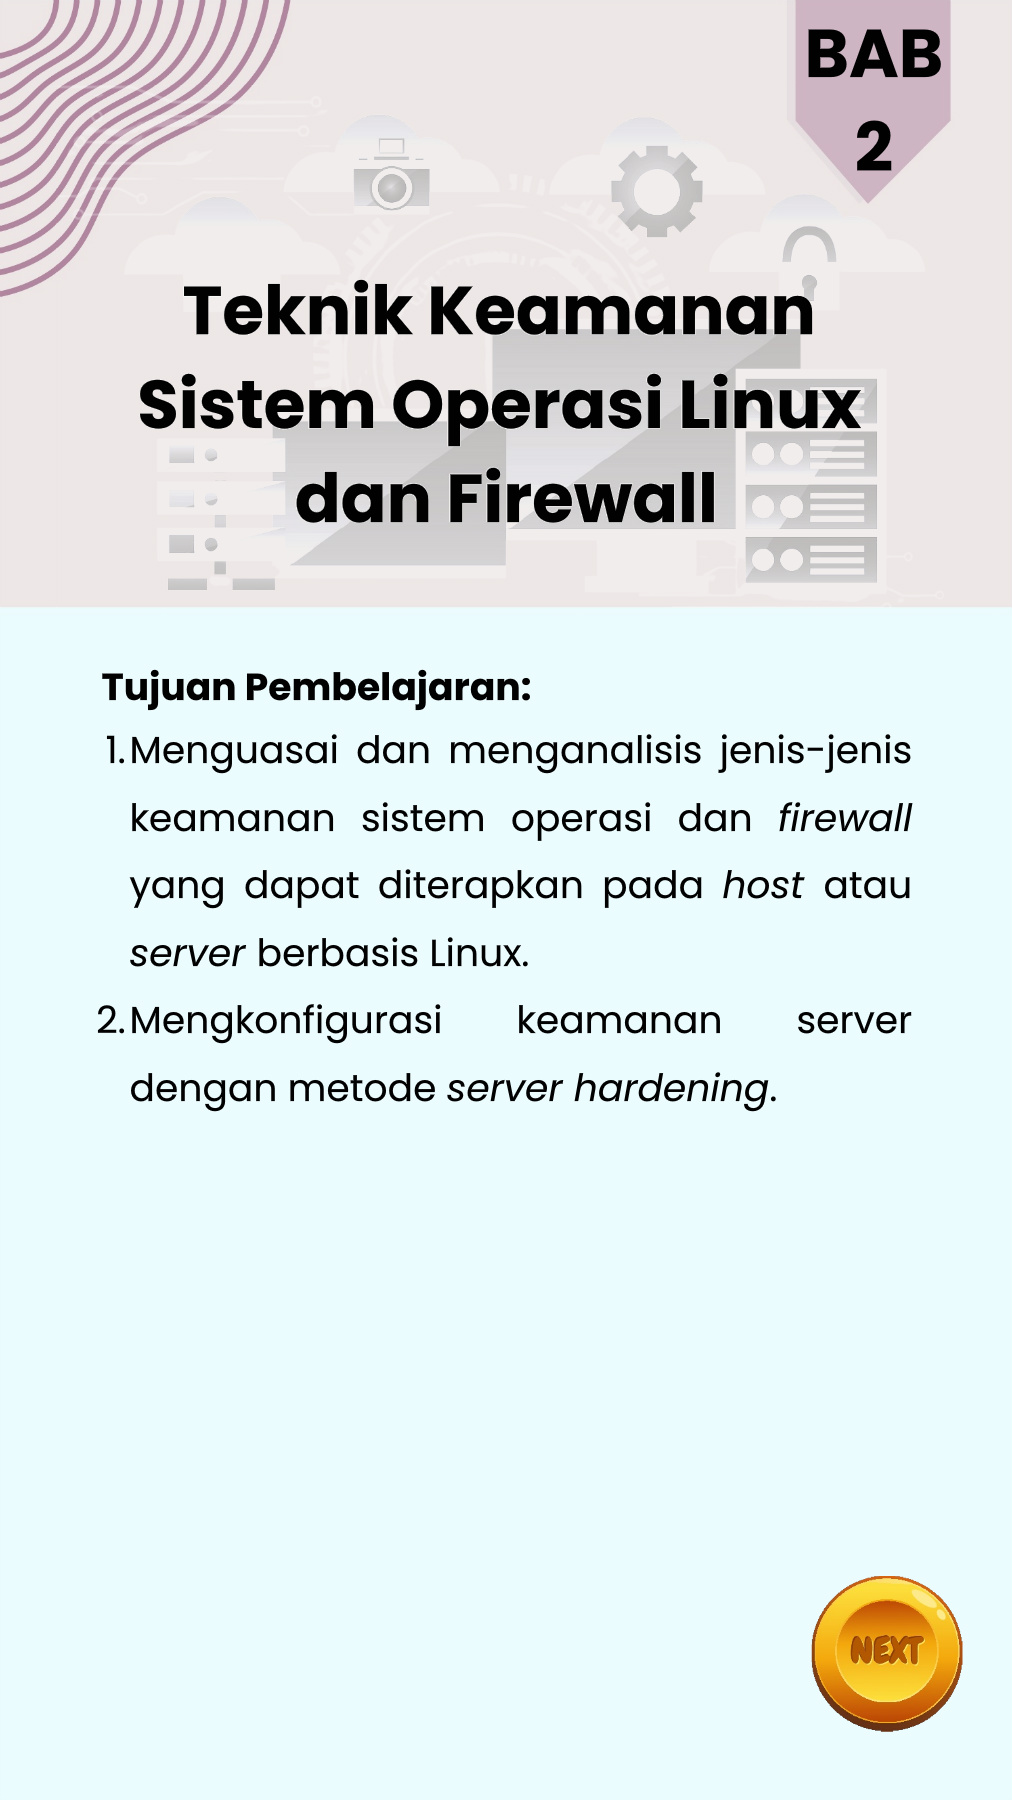 BAB
2
Teknik Keamanan
Sistem Operasi Linux
dan Firewall
Tujuan Pembelajaran:
1. Menguasai dan menganalisis jenis-jenis
keamanan sistem operasi dan firewall
yang dapat diterapkan pada host atau
server berbasis Linux.
2. Mengkonfigurasi keamanan server
dengan metode server hardening.
NEXT